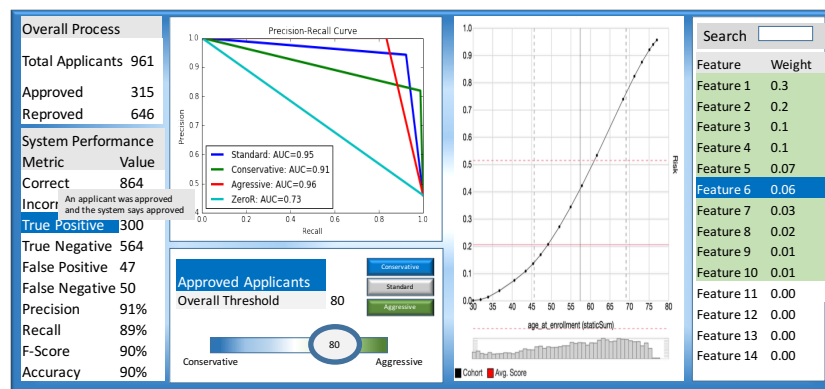 Overall Process
Total Applicants 961
Approved 315
Reproved 646
System Performance
Metric Value
Correct 864
An applicant was approved
and the system says approved
True Positive 300
True Negative 564
False Positive 47
False Negative 50
Precision 91%
Recall 89%
F-Score 90%
Accuracy 90%
Precision-Recall Curve
1.0
0.9
0.8
0.7
0.6
0.5
0.4
Precision
Standard: AUC=0.95
Conservative: AUC=0.91
Agressive: AUC=0.96
ZeroR: AUC=0.73
0.0 0.2 0.4 0.6 0.8 1.0
Recall
Approved Applicants
Overall Threshold 80
Conservative
Standard
Aggressive
80
Conservative Aggressive
1.0
0.9
0.8
0.7
0.6
0.5
0.4
0.3
0.2
0.1
0.0
Risk
30 35 40 45 50 55 60 65 70 75 80
age_at_enrollment (staticSum)
Cohort Avg. Score
Search
Feature Weight
Feature 1 0.3
Feature 2 0.2
Feature 3 0.1
Feature 4 0.1
Feature 5 0.07
Feature 6 0.06
Feature 7 0.03
Feature 8 0.02
Feature 9 0.01
Feature 10 0.01
Feature 11 0.00
Feature 12 0.00
Feature 13 0.00
Feature 14 0.00